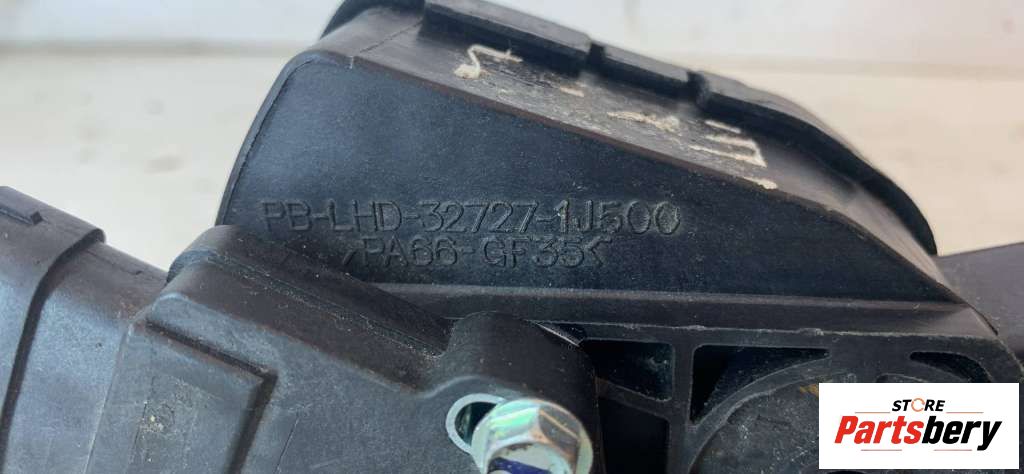 PB-LHD-32727-1J500
>PA66-GF35<
STORE
Partsbery